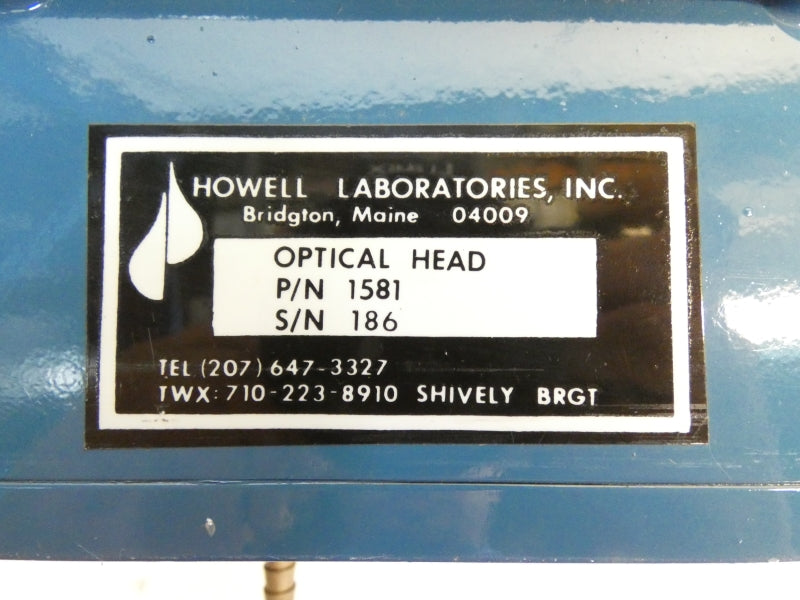 HOWELL LABORATORIES, INC.
Bridgton, Maine 04009
OPTICAL HEAD
P/N 1581
S/N 186
TEL (207) 647-3327
TWX: 710-223-8910 SHIVELY BRGT